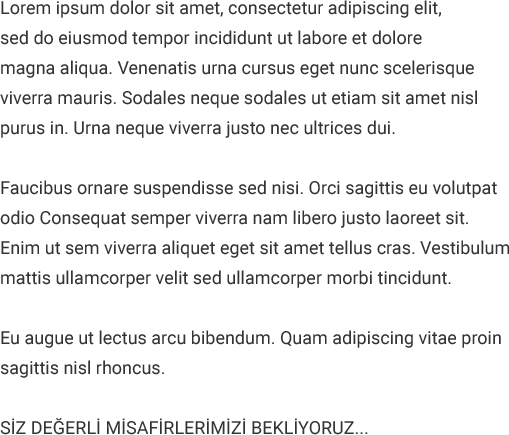 Lorem ipsum dolor sit amet, consectetur adipiscing elit,
sed do eiusmod tempor incididunt ut labore et dolore
magna aliqua. Venenatis urna cursus eget nunc scelerisque
viverra mauris. Sodales neque sodales ut etiam sit amet nisl
purus in. Urna neque viverra justo nec ultrices dui.

Faucibus ornare suspendisse sed nisi. Orci sagittis eu volutpat
odio Consequat semper viverra nam libero justo laoreet sit.
Enim ut sem viverra aliquet eget sit amet tellus cras. Vestibulum
mattis ullamcorper velit sed ullamcorper morbi tincidunt.

Eu augue ut lectus arcu bibendum. Quam adipiscing vitae proin
sagittis nisl rhoncus.

SİZ DEĞERLİ MİSAFİRLERİMİZİ BEKLİYORUZ...